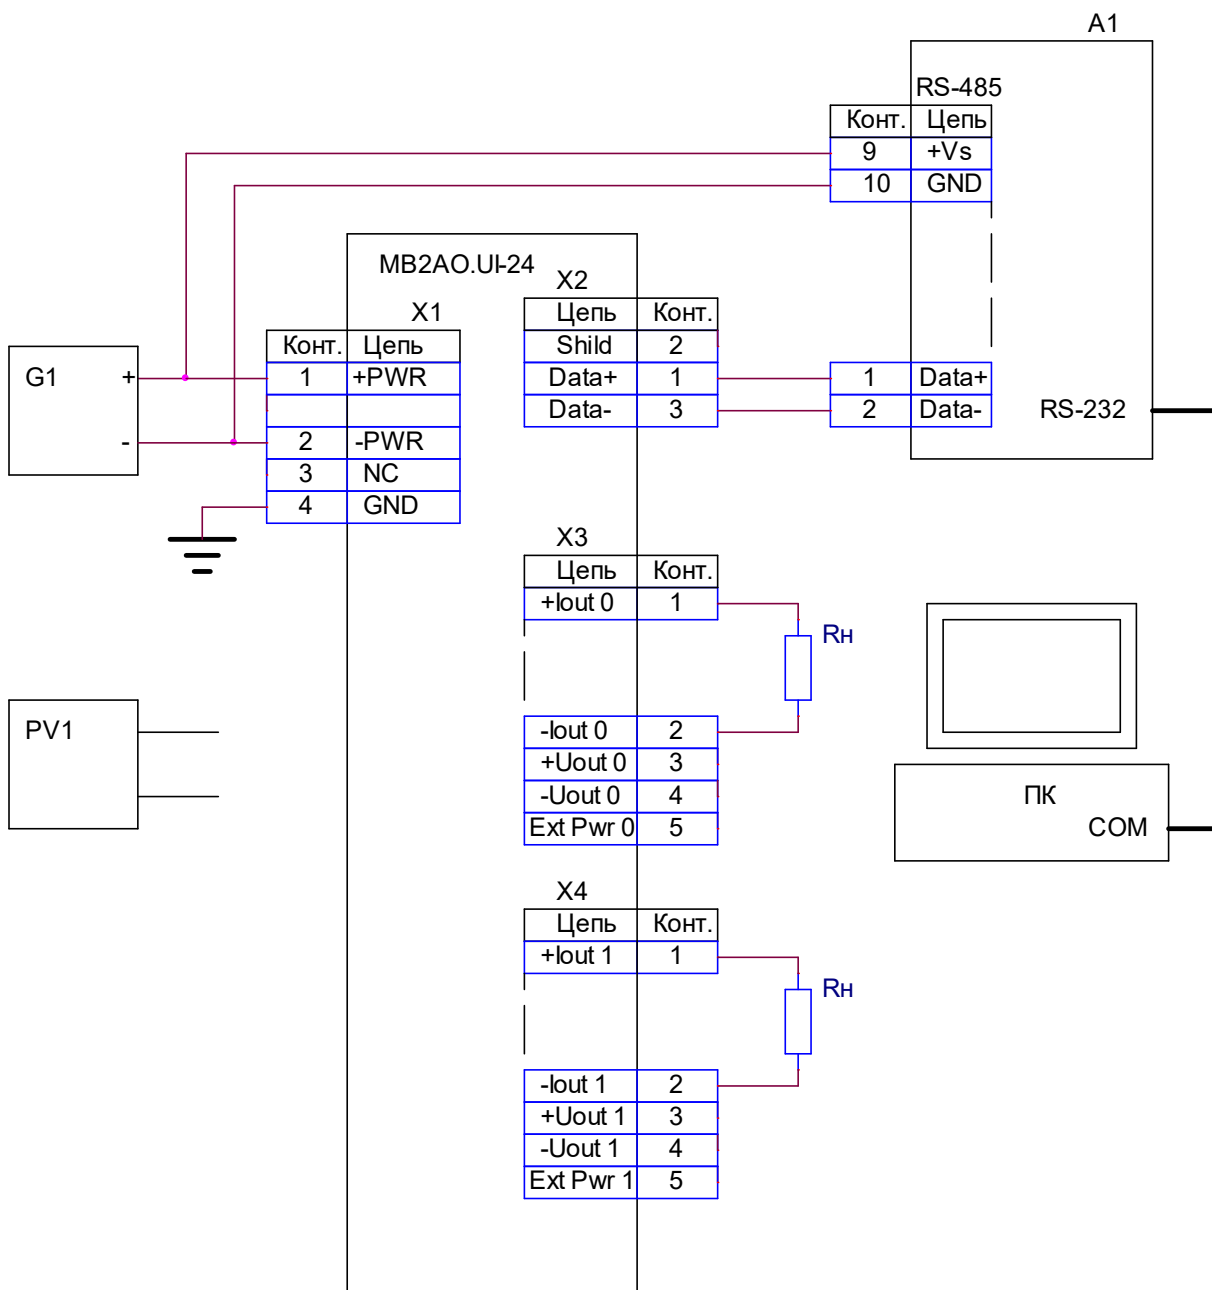 A1
RS-485
Конт. Цепь
9 +Vs
10 GND
MB2AO.UI-24
X2
Цепь Конт.
Shild 2
Data+ 1
Data- 3
X1
Конт. Цепь
1 +PWR
2 -PWR
3 NC
4 GND
G1 +
-
1 Data+
2 Data-
RS-232
X3
Цепь Конт.
+Iout 0 1
Rн
-Iout 0 2
+Uout 0 3
-Uout 0 4
Ext Pwr 0 5
PV1
ПК
COM
X4
Цепь Конт.
+Iout 1 1
Rн
-Iout 1 2
+Uout 1 3
-Uout 1 4
Ext Pwr 1 5